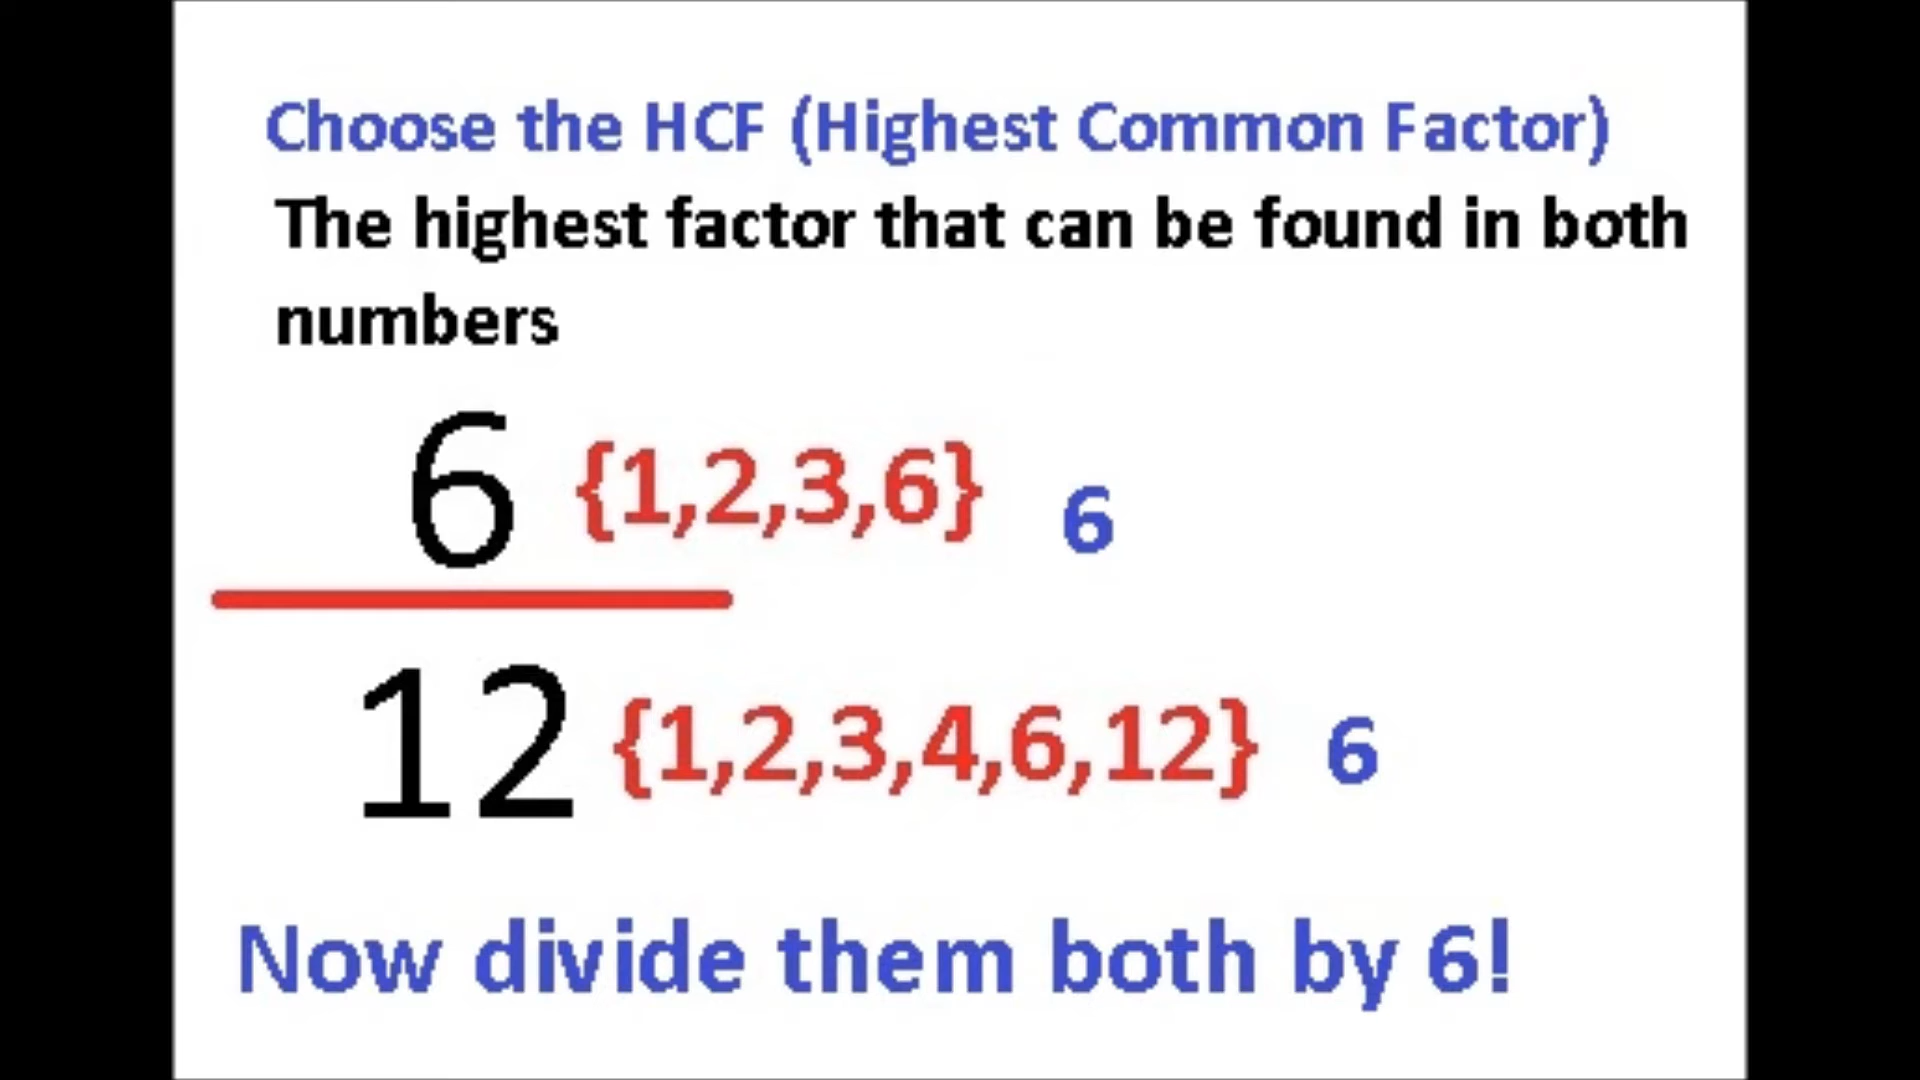 Choose the HCF (Highest Common Factor)
The highest factor that can be found in both
numbers
6 {1,2,3,6} 6
12 {1,2,3,4,6,12} 6
Now divide them both by 6!